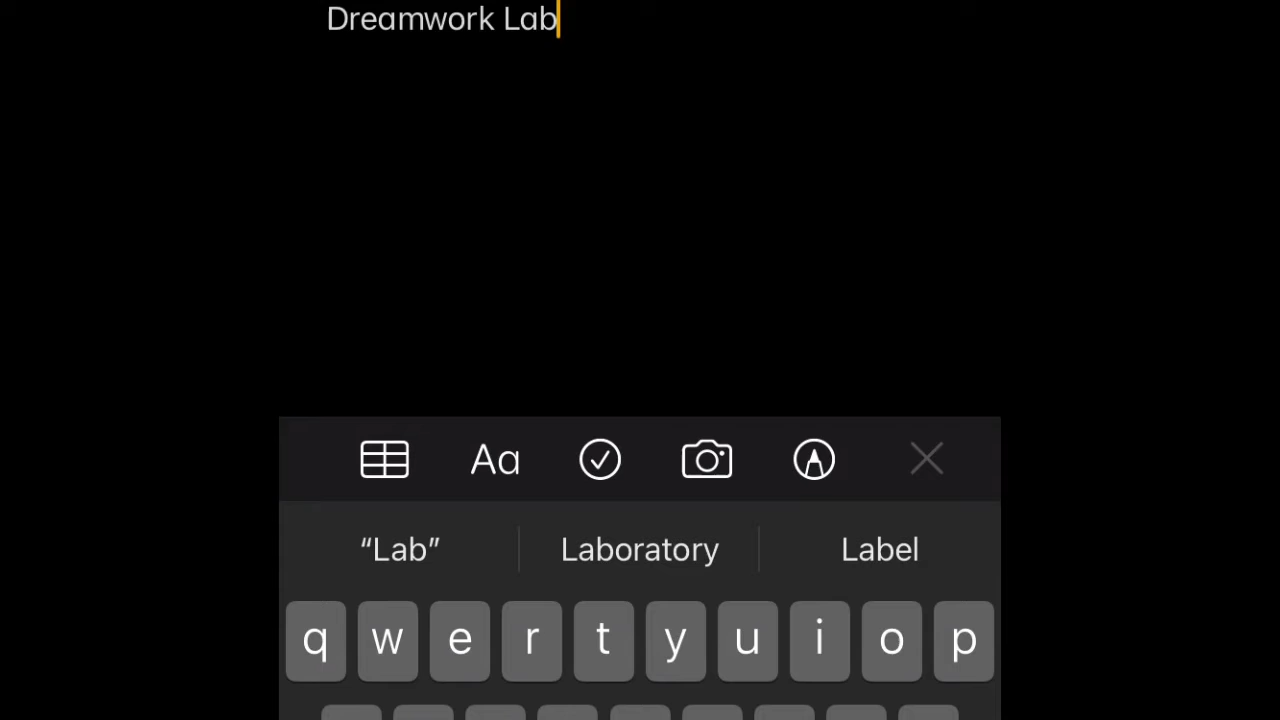 Dreamwork Lab
Aa
“Lab” Laboratory Label
q w e r t y u i o p